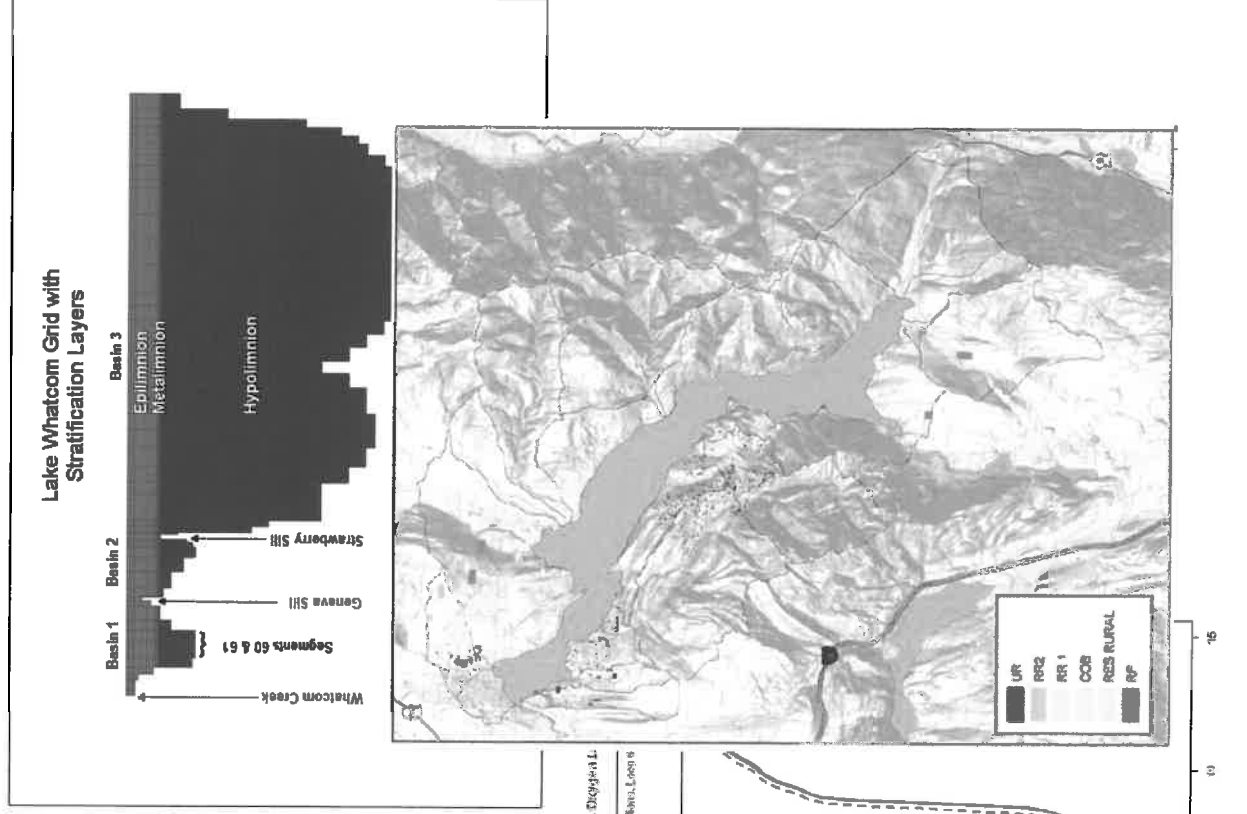 Lake Whatcom Grid with
Stratification Layers
Basin 1
Basin 2
Basin 3
Epilimnion
Metalimnion
Hypolimnion
Whatcom Creek
Segments 60 & 61
Geneva Sill
Strawberry Sill
UR
RR2
RR 1
COB
RES RURAL
RF
15